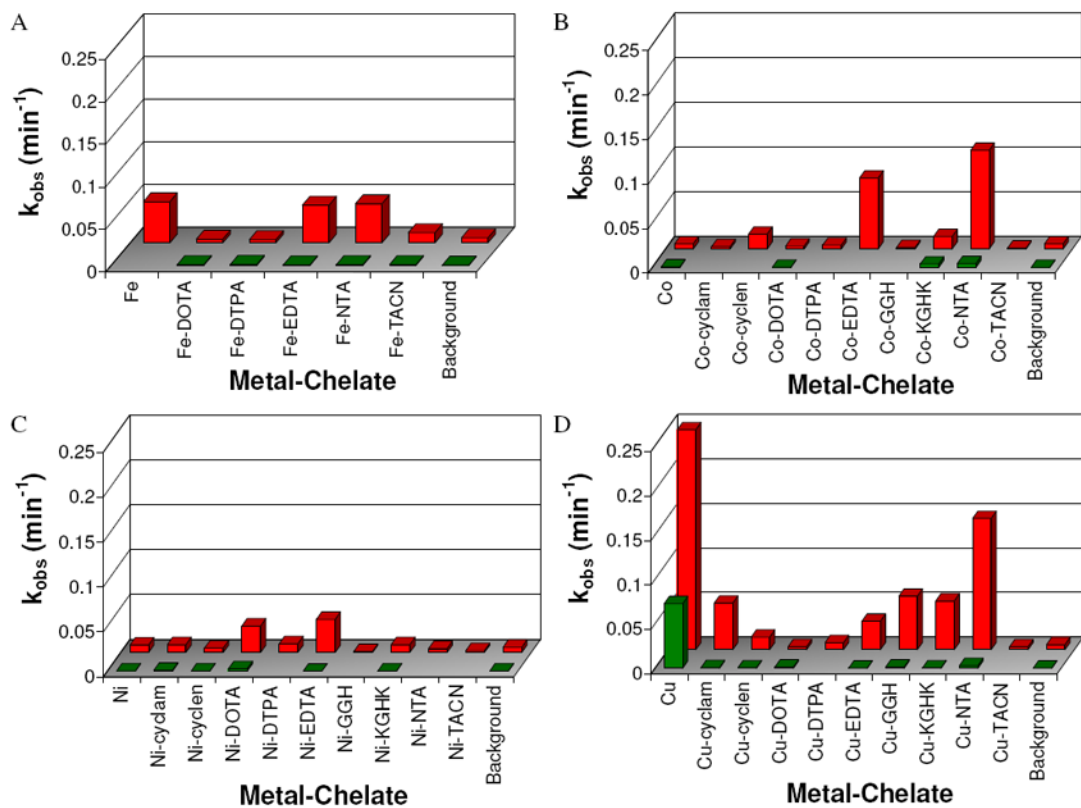 A
k_obs (min⁻¹)
0.25
0.2
0.15
0.1
0.05
0
Fe
Fe-DOTA
Fe-DTPA
Fe-EDTA
Fe-NTA
Fe-TACN
Background
Metal-Chelate
B
k_obs (min⁻¹)
0.25
0.2
0.15
0.1
0.05
0
Co
Co-cyclam
Co-cyclen
Co-DOTA
Co-DTPA
Co-EDTA
Co-GGH
Co-KGHK
Co-NTA
Co-TACN
Background
Metal-Chelate
C
k_obs (min⁻¹)
0.25
0.2
0.15
0.1
0.05
0
Ni
Ni-cyclam
Ni-cyclen
Ni-DOTA
Ni-DTPA
Ni-EDTA
Ni-GGH
Ni-KGHK
Ni-NTA
Ni-TACN
Background
Metal-Chelate
D
k_obs (min⁻¹)
0.25
0.2
0.15
0.1
0.05
0
Cu
Cu-cyclam
Cu-cyclen
Cu-DOTA
Cu-DTPA
Cu-EDTA
Cu-GGH
Cu-KGHK
Cu-NTA
Cu-TACN
Background
Metal-Chelate